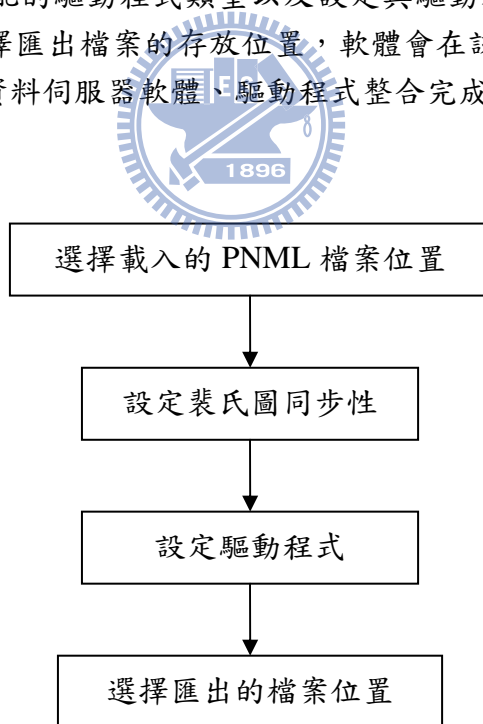 的驅動程式類型以及設定與驅動
擇匯出檔案的存放位置，軟體會在
資料伺服器軟體、驅動程式整合完成
ES
1896
選擇載入的 PNML 檔案位置
設定裴氏圖同步性
設定驅動程式
選擇匯出的檔案位置